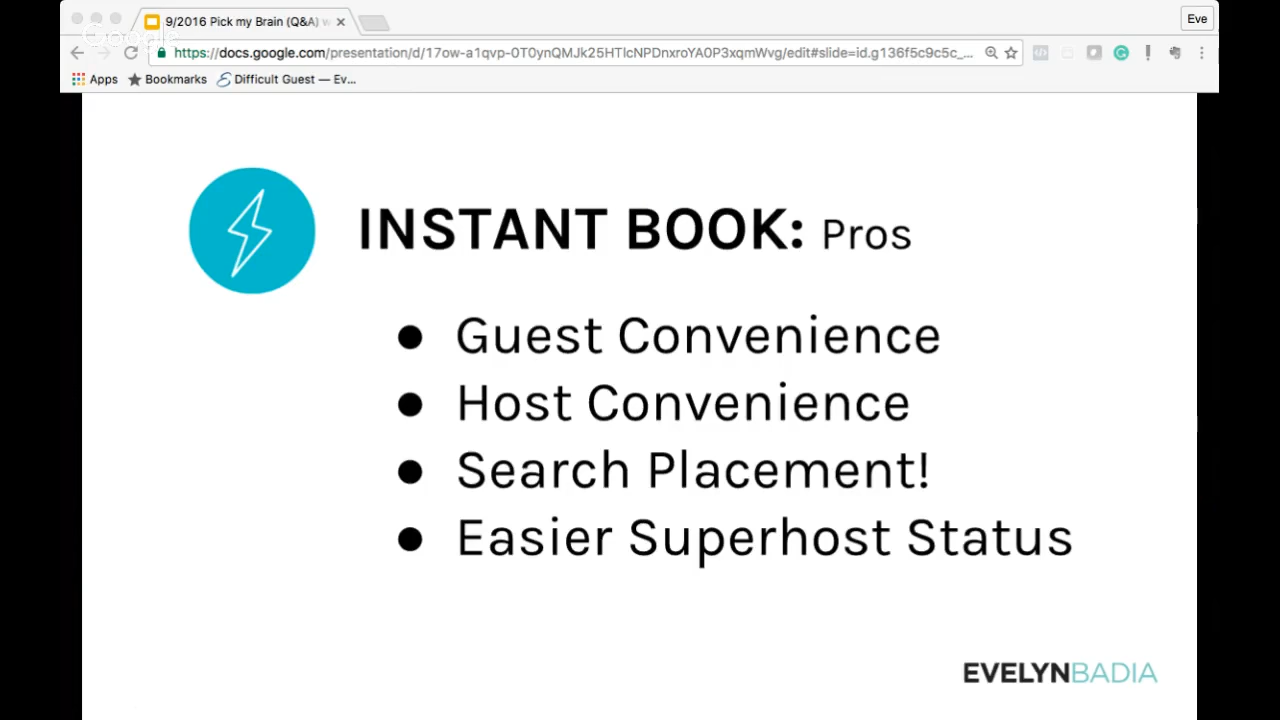 9/2016 Pick my Brain (Q&A) w
Eve
Google
https://docs.google.com/presentation/d/17ow-a1qvp-0T0ynQMJk25HTlcNPDnxroYA0P3xqmWvg/edit#slide=id.g136f5c9c5c_...
Apps Bookmarks Difficult Guest — Ev...
INSTANT BOOK: Pros
● Guest Convenience
● Host Convenience
● Search Placement!
● Easier Superhost Status
EVELYNBADIA